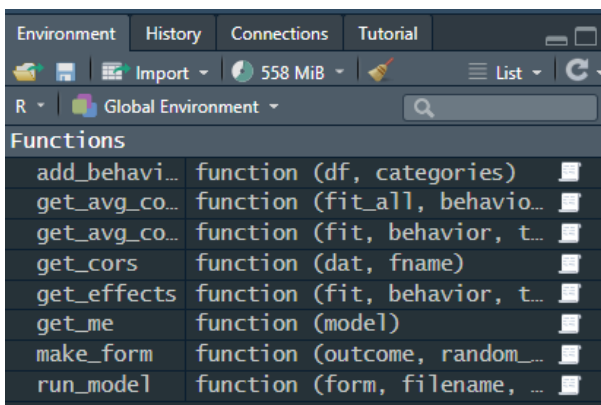 Environment History Connections Tutorial
Import 558 MiB List
R Global Environment
Functions
add_behavi… function (df, categories)
get_avg_co… function (fit_all, behavio…
get_avg_co… function (fit, behavior, t…
get_cors function (dat, fname)
get_effects function (fit, behavior, t…
get_me function (model)
make_form function (outcome, random_…
run_model function (form, filename, …